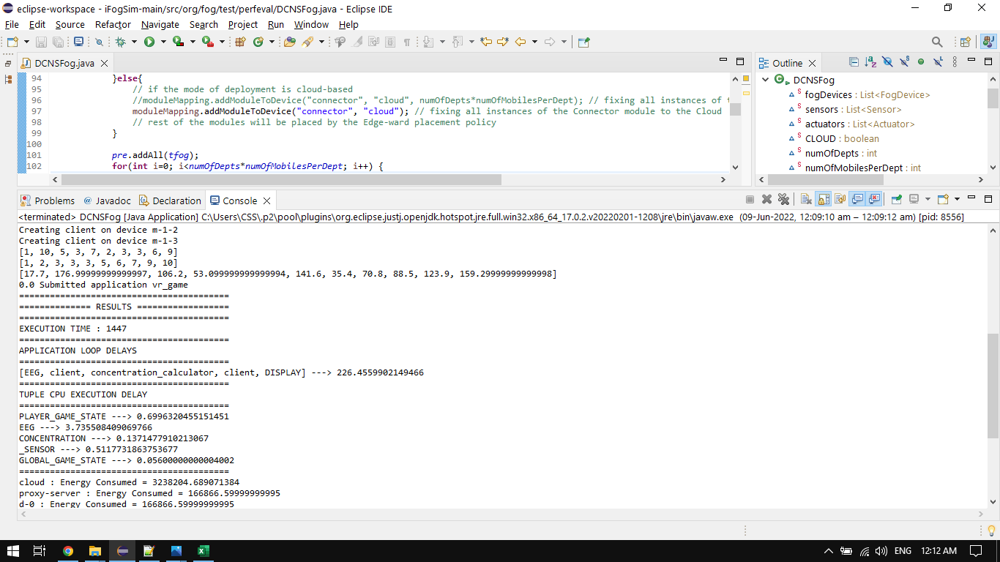 eclipse-workspace - iFogSim-main/src/org/fog/test/perfeval/DCNSFog.java - Eclipse IDE
File Edit Source Refactor Navigate Search Project Run Window Help
DCNSFog.java
94 }else{
95 // if the mode of deployment is cloud-based
96 //moduleMapping.addModuleToDevice("connector", "cloud", numOfDepts*numOfMobilesPerDept); // fixing all instances of
97 moduleMapping.addModuleToDevice("connector", "cloud"); // fixing all instances of the Connector module to the Cloud
98 // rest of the modules will be placed by the Edge-ward placement policy
99 }
100
101 pre.addAll(tfog);
102 for(int i=0; i<numOfDepts*numOfMobilesPerDept; i++) {
Outline
DCNSFog
fogDevices : List<FogDevice>
sensors : List<Sensor>
actuators : List<Actuator>
CLOUD : boolean
numOfDepts : int
numOfMobilesPerDept : int
Problems Javadoc Declaration Console
<terminated> DCNSFog [Java Application] C:\Users\CSS\.p2\pool\plugins\org.eclipse.justj.openjdk.hotspot.jre.full.win32.x86_64_17.0.2.v20220201-1208\jre\bin\javaw.exe (09-Jun-2022, 12:09:10 am – 12:09:12 am) [pid: 8556]
Creating client on device m-1-2
Creating client on device m-1-3
[1, 10, 5, 3, 7, 2, 3, 3, 6, 9]
[1, 2, 3, 3, 3, 5, 6, 7, 9, 10]
[17.7, 176.99999999999997, 106.2, 53.099999999999994, 141.6, 35.4, 70.8, 88.5, 123.9, 159.29999999999998]
0.0 Submitted application vr_game
=========================================
============== RESULTS ==================
=========================================
EXECUTION TIME : 1447
=========================================
APPLICATION LOOP DELAYS
=========================================
[EEG, client, concentration_calculator, client, DISPLAY] ---> 226.4559902149466
=========================================
TUPLE CPU EXECUTION DELAY
=========================================
PLAYER_GAME_STATE ---> 0.6996320455151451
EEG ---> 3.735508409069766
CONCENTRATION ---> 0.1371477910213067
_SENSOR ---> 0.5117731863753677
GLOBAL_GAME_STATE ---> 0.05600000000004002
=========================================
cloud : Energy Consumed = 3238204.689071384
proxy-server : Energy Consumed = 166866.59999999995
d-0 : Energy Consumed = 166866.59999999995
ENG 12:12 AM